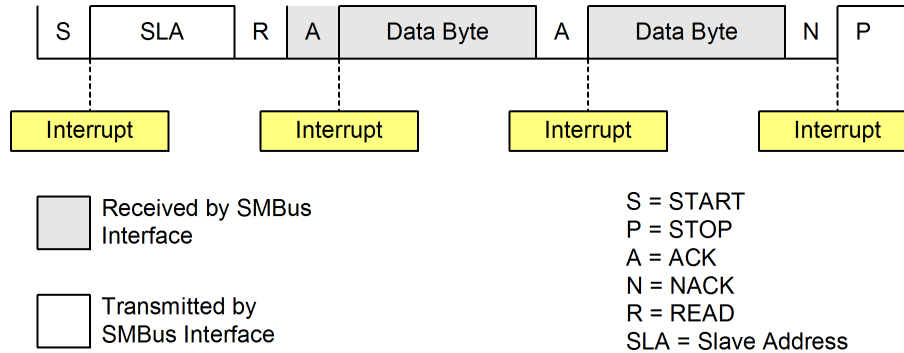 S SLA R A Data Byte A Data Byte N P
Interrupt Interrupt Interrupt Interrupt
Received by SMBus
Interface
Transmitted by
SMBus Interface
S = START
P = STOP
A = ACK
N = NACK
R = READ
SLA = Slave Address